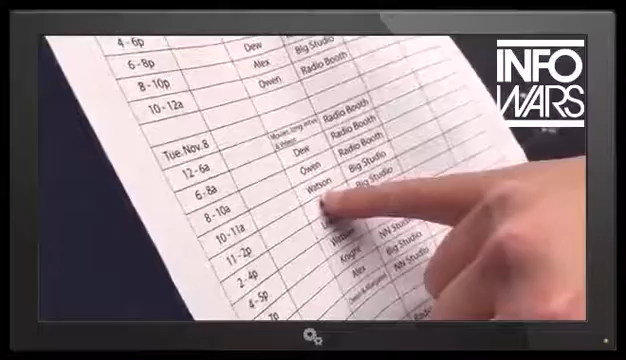 INFO
WARS
4 - 6p
6 - 8p Dew
8 - 10p Alex Big Studio
10 - 12a Owen Radio Booth
Tue. Nov. 8
12 - 6a Radio Booth
6 - 8a Dew Radio Booth
8 - 10a Owen Radio Booth
10 - 11a Watson Big Studio
11 - 2p Big Studio
2 - 4p NN Studio
4 - 5p Knight Big Studio
Alex NN Studio